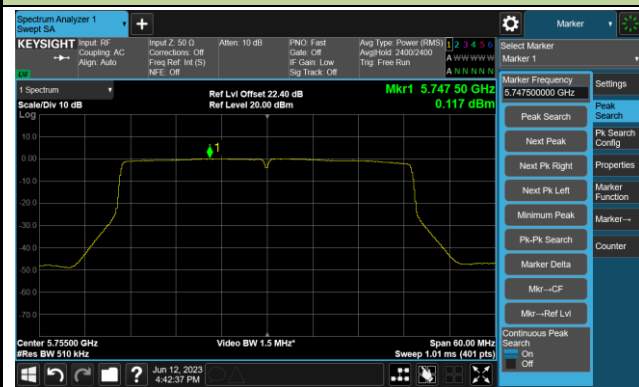 Spectrum Analyzer 1
Swept SA
+
Marker
KEYSIGHT
Input: RF
Coupling: AC
Align: Auto
Input Z: 50 Ω
Corrections: Off
Freq Ref: Int (S)
NFE: Off
Atten: 10 dB
PNO: Fast
Gate: Off
IF Gain: Low
Sig Track: Off
Avg Type: Power (RMS)
Avg|Hold: 2400/2400
Trig: Free Run
1 2 3 4 5 6
A W W W W W
A N N N N N
Select Marker
Marker 1
1 Spectrum
Scale/Div 10 dB
Log
Ref Lvl Offset 22.40 dB
Ref Level 20.00 dBm
Mkr1 5.747 50 GHz
0.117 dBm
1
10.0
0.00
-10.0
-20.0
-30.0
-40.0
-50.0
-60.0
-70.0
Center 5.75500 GHz
#Res BW 510 kHz
Video BW 1.5 MHz*
Span 60.00 MHz
Sweep 1.01 ms (401 pts)
Marker Frequency
5.747500000 GHz
Peak Search
Next Peak
Next Pk Right
Next Pk Left
Minimum Peak
Pk-Pk Search
Marker Delta
Mkr→CF
Mkr→Ref Lvl
Continuous Peak
Search
On
Off
Settings
Peak
Search
Pk Search
Config
Properties
Marker
Function
Marker→
Counter
?
Jun 12, 2023
4:42:37 PM